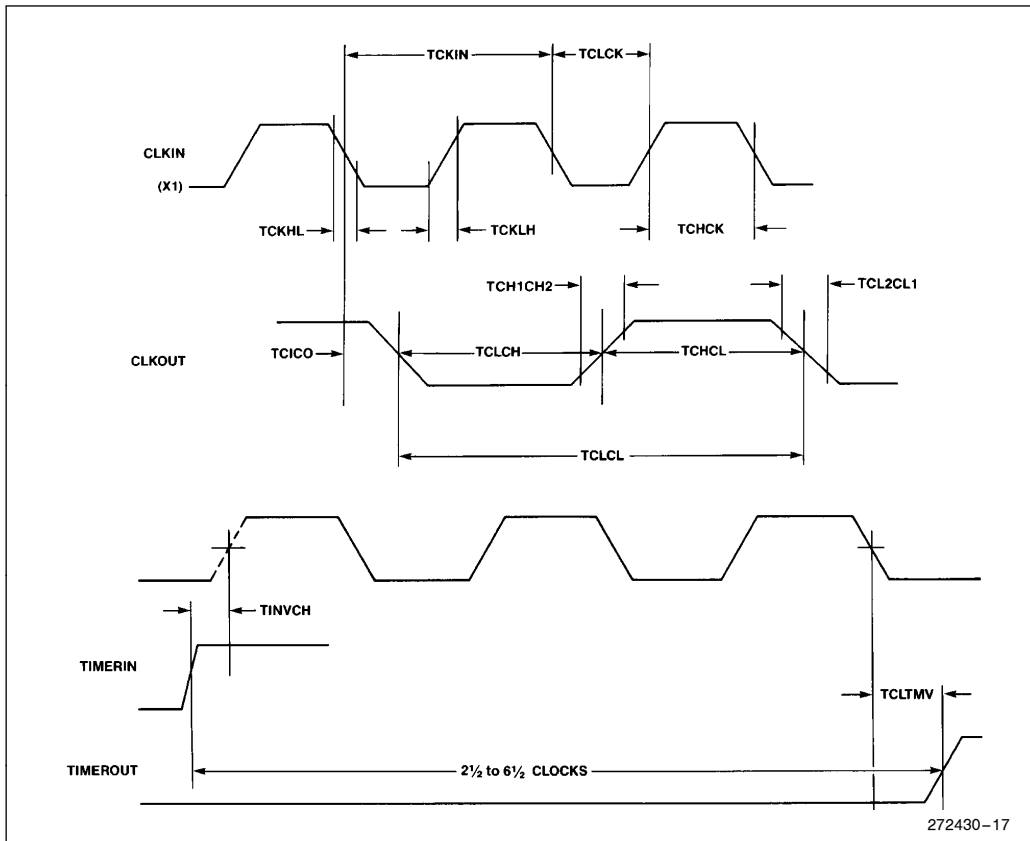 TCKIN
TCLCK
CLKIN
(X1)
TCKHL
TCKLH
TCHCK
TCH1CH2
TCL2CL1
CLKOUT
TCICO
TCLCH
TCHCL
TCLCL
TINVCH
TIMERIN
TCLTMV
TIMEROUT
2½ to 6½ CLOCKS
272430–17